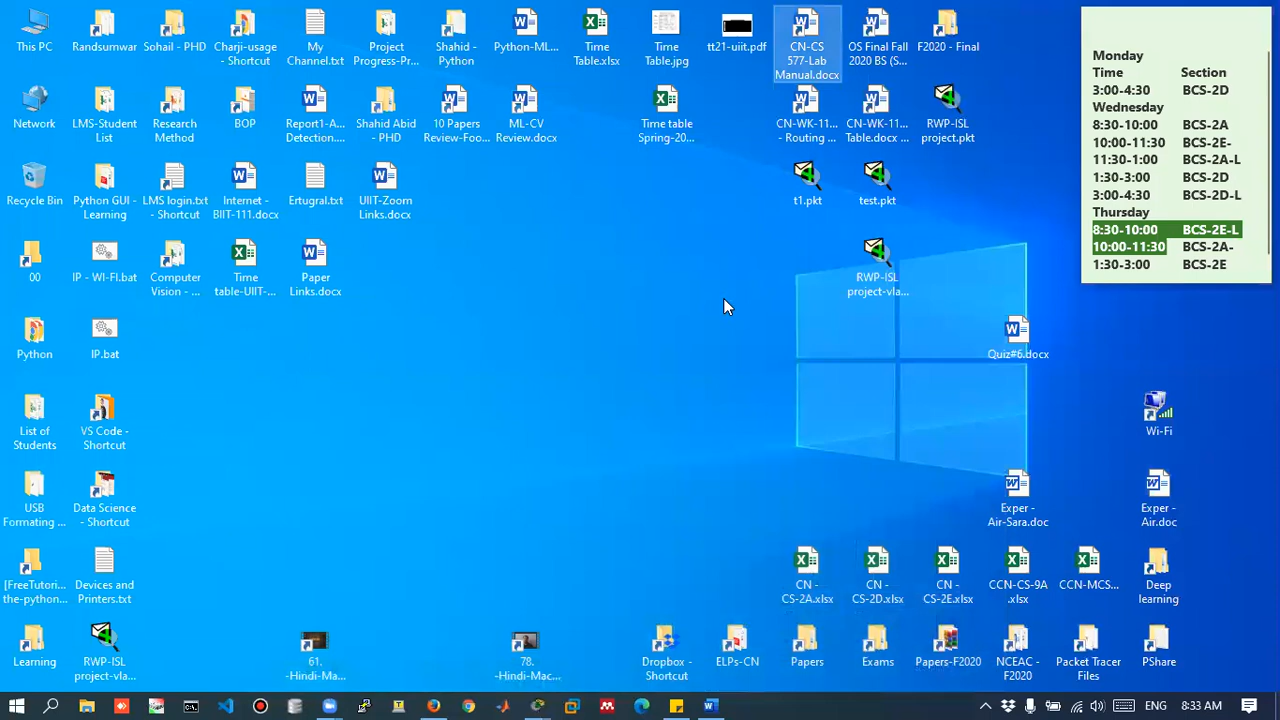 This PC
Randsumwar
Sohail - PHD
Charji-usage
- Shortcut
My
Channel.txt
Project
Progress-Pr...
Shahid -
Python
Python-ML...
Time
Table.xlsx
Time
Table.jpg
tt21-uiit.pdf
CN-CS
577-Lab
Manual.docx
OS Final Fall
2020 BS (S...
F2020 - Final
Network
LMS-Student
List
Research
Method
BOP
Report1-A...
Detection....
Shahid Abid
- PHD
10 Papers
Review-Foo...
ML-CV
Review.docx
Time table
Spring-20...
CN-WK-11...
- Routing ...
CN-WK-11...
Table.docx ...
RWP-ISL
project.pkt
Recycle Bin
Python GUI -
Learning
LMS login.txt
- Shortcut
Internet -
BIIT-111.docx
Ertugral.txt
UIIT-Zoom
Links.docx
t1.pkt
test.pkt
00
IP - WI-FI.bat
Computer
Vision - ...
Time
table-UIIT-...
Paper
Links.docx
RWP-ISL
project-vla...
Python
IP.bat
Quiz#6.docx
List of
Students
VS Code -
Shortcut
Wi-Fi
USB
Formating ...
Data Science
- Shortcut
Exper -
Air-Sara.doc
Exper -
Air.doc
[FreeTutori...
the-python...
Devices and
Printers.txt
CN -
CS-2A.xlsx
CN -
CS-2D.xlsx
CN -
CS-2E.xlsx
CCN-CS-9A
.xlsx
CCN-MCS...
Deep
learning
Learning
RWP-ISL
project-vla...
61.
-Hindi-Ma...
78.
-Hindi-Mac...
Dropbox -
Shortcut
ELPs-CN
Papers
Exams
Papers-F2020
NCEAC -
F2020
Packet Tracer
Files
PShare
Monday
Time Section
3:00-4:30 BCS-2D
Wednesday
8:30-10:00 BCS-2A
10:00-11:30 BCS-2E-
11:30-1:00 BCS-2A-L
1:30-3:00 BCS-2D
3:00-4:30 BCS-2D-L
Thursday
8:30-10:00 BCS-2E-L
10:00-11:30 BCS-2A-
1:30-3:00 BCS-2E
ENG
8:33 AM